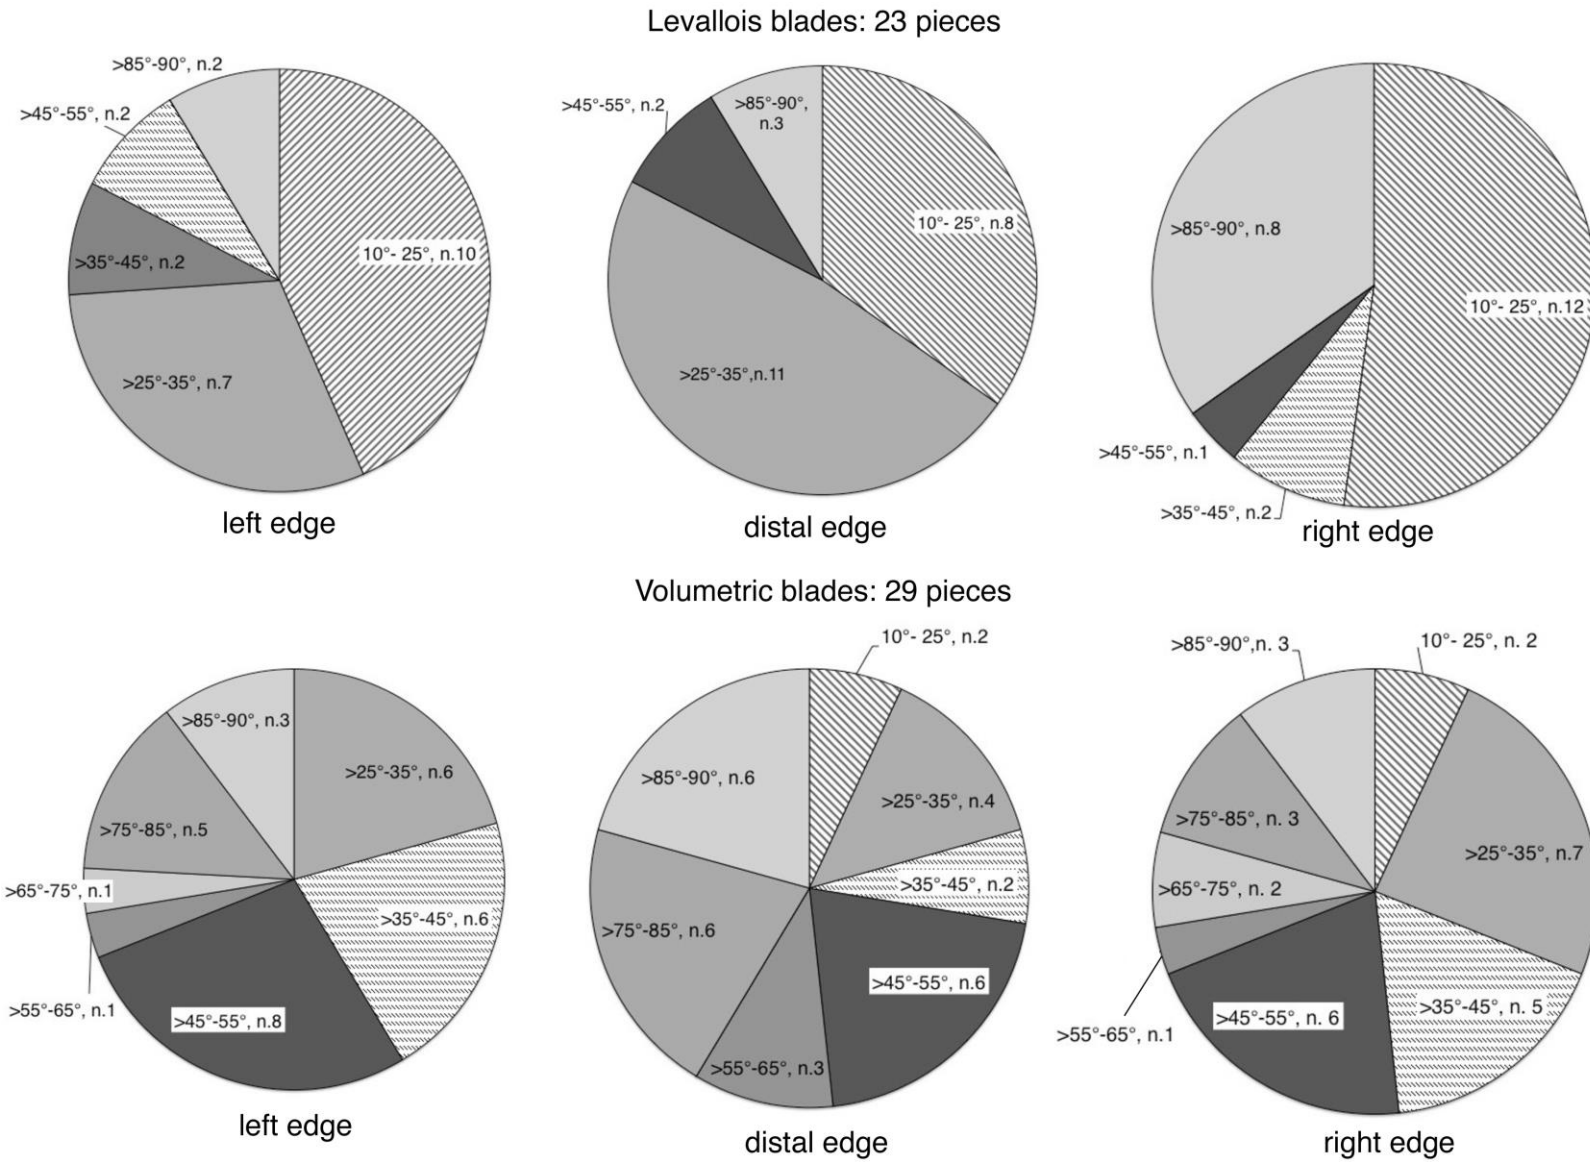 Levallois blades: 23 pieces
>85°-90°, n.2
>45°-55°, n.2
>35°-45°, n.2
>25°-35°, n.7
10°- 25°, n.10
left edge
>45°-55°, n.2
>85°-90°,
n.3
10°- 25°, n.8
>25°-35°,n.11
distal edge
>85°-90°, n.8
10°- 25°, n.12
>45°-55°, n.1
>35°-45°, n.2
right edge
Volumetric blades: 29 pieces
>85°-90°, n.3
>25°-35°, n.6
>75°-85°, n.5
>65°-75°, n.1
>35°-45°, n.6
>55°-65°, n.1
>45°-55°, n.8
left edge
10°- 25°, n.2
>85°-90°, n.6
>25°-35°, n.4
>35°-45°, n.2
>75°-85°, n.6
>45°-55°, n.6
>55°-65°, n.3
distal edge
>85°-90°,n. 3
10°- 25°, n. 2
>75°-85°, n. 3
>25°-35°, n.7
>65°-75°, n. 2
>35°-45°, n. 5
>45°-55°, n. 6
>55°-65°, n.1
right edge